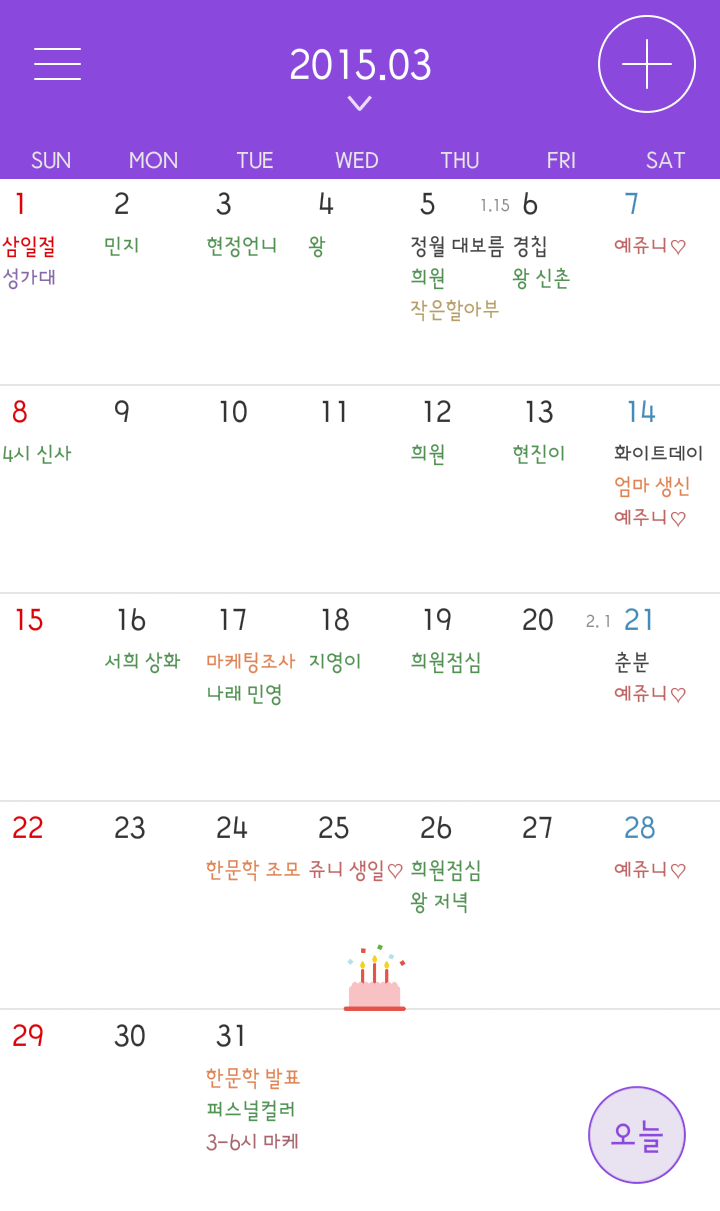 2015.03
SUN MON TUE WED THU FRI SAT
1 2 3 4 5 1.15 6 7
삼일절 민지 현정언니 왕 정월 대보름 경칩 예쥬니♡
성가대 희원 왕 신촌
작은할아부
8 9 10 11 12 13 14
4시 신사 희원 현진이 화이트데이
엄마 생신
예쥬니♡
15 16 17 18 19 20 2.1 21
서희 상화 마케팅조사 지영이 희원점심 춘분
나래 민영 예쥬니♡
22 23 24 25 26 27 28
한문학 조모 쥬니 생일♡ 희원점심 예쥬니♡
왕 저녁
29 30 31
한문학 발표
퍼스널컬러
3-6시 마케
오늘